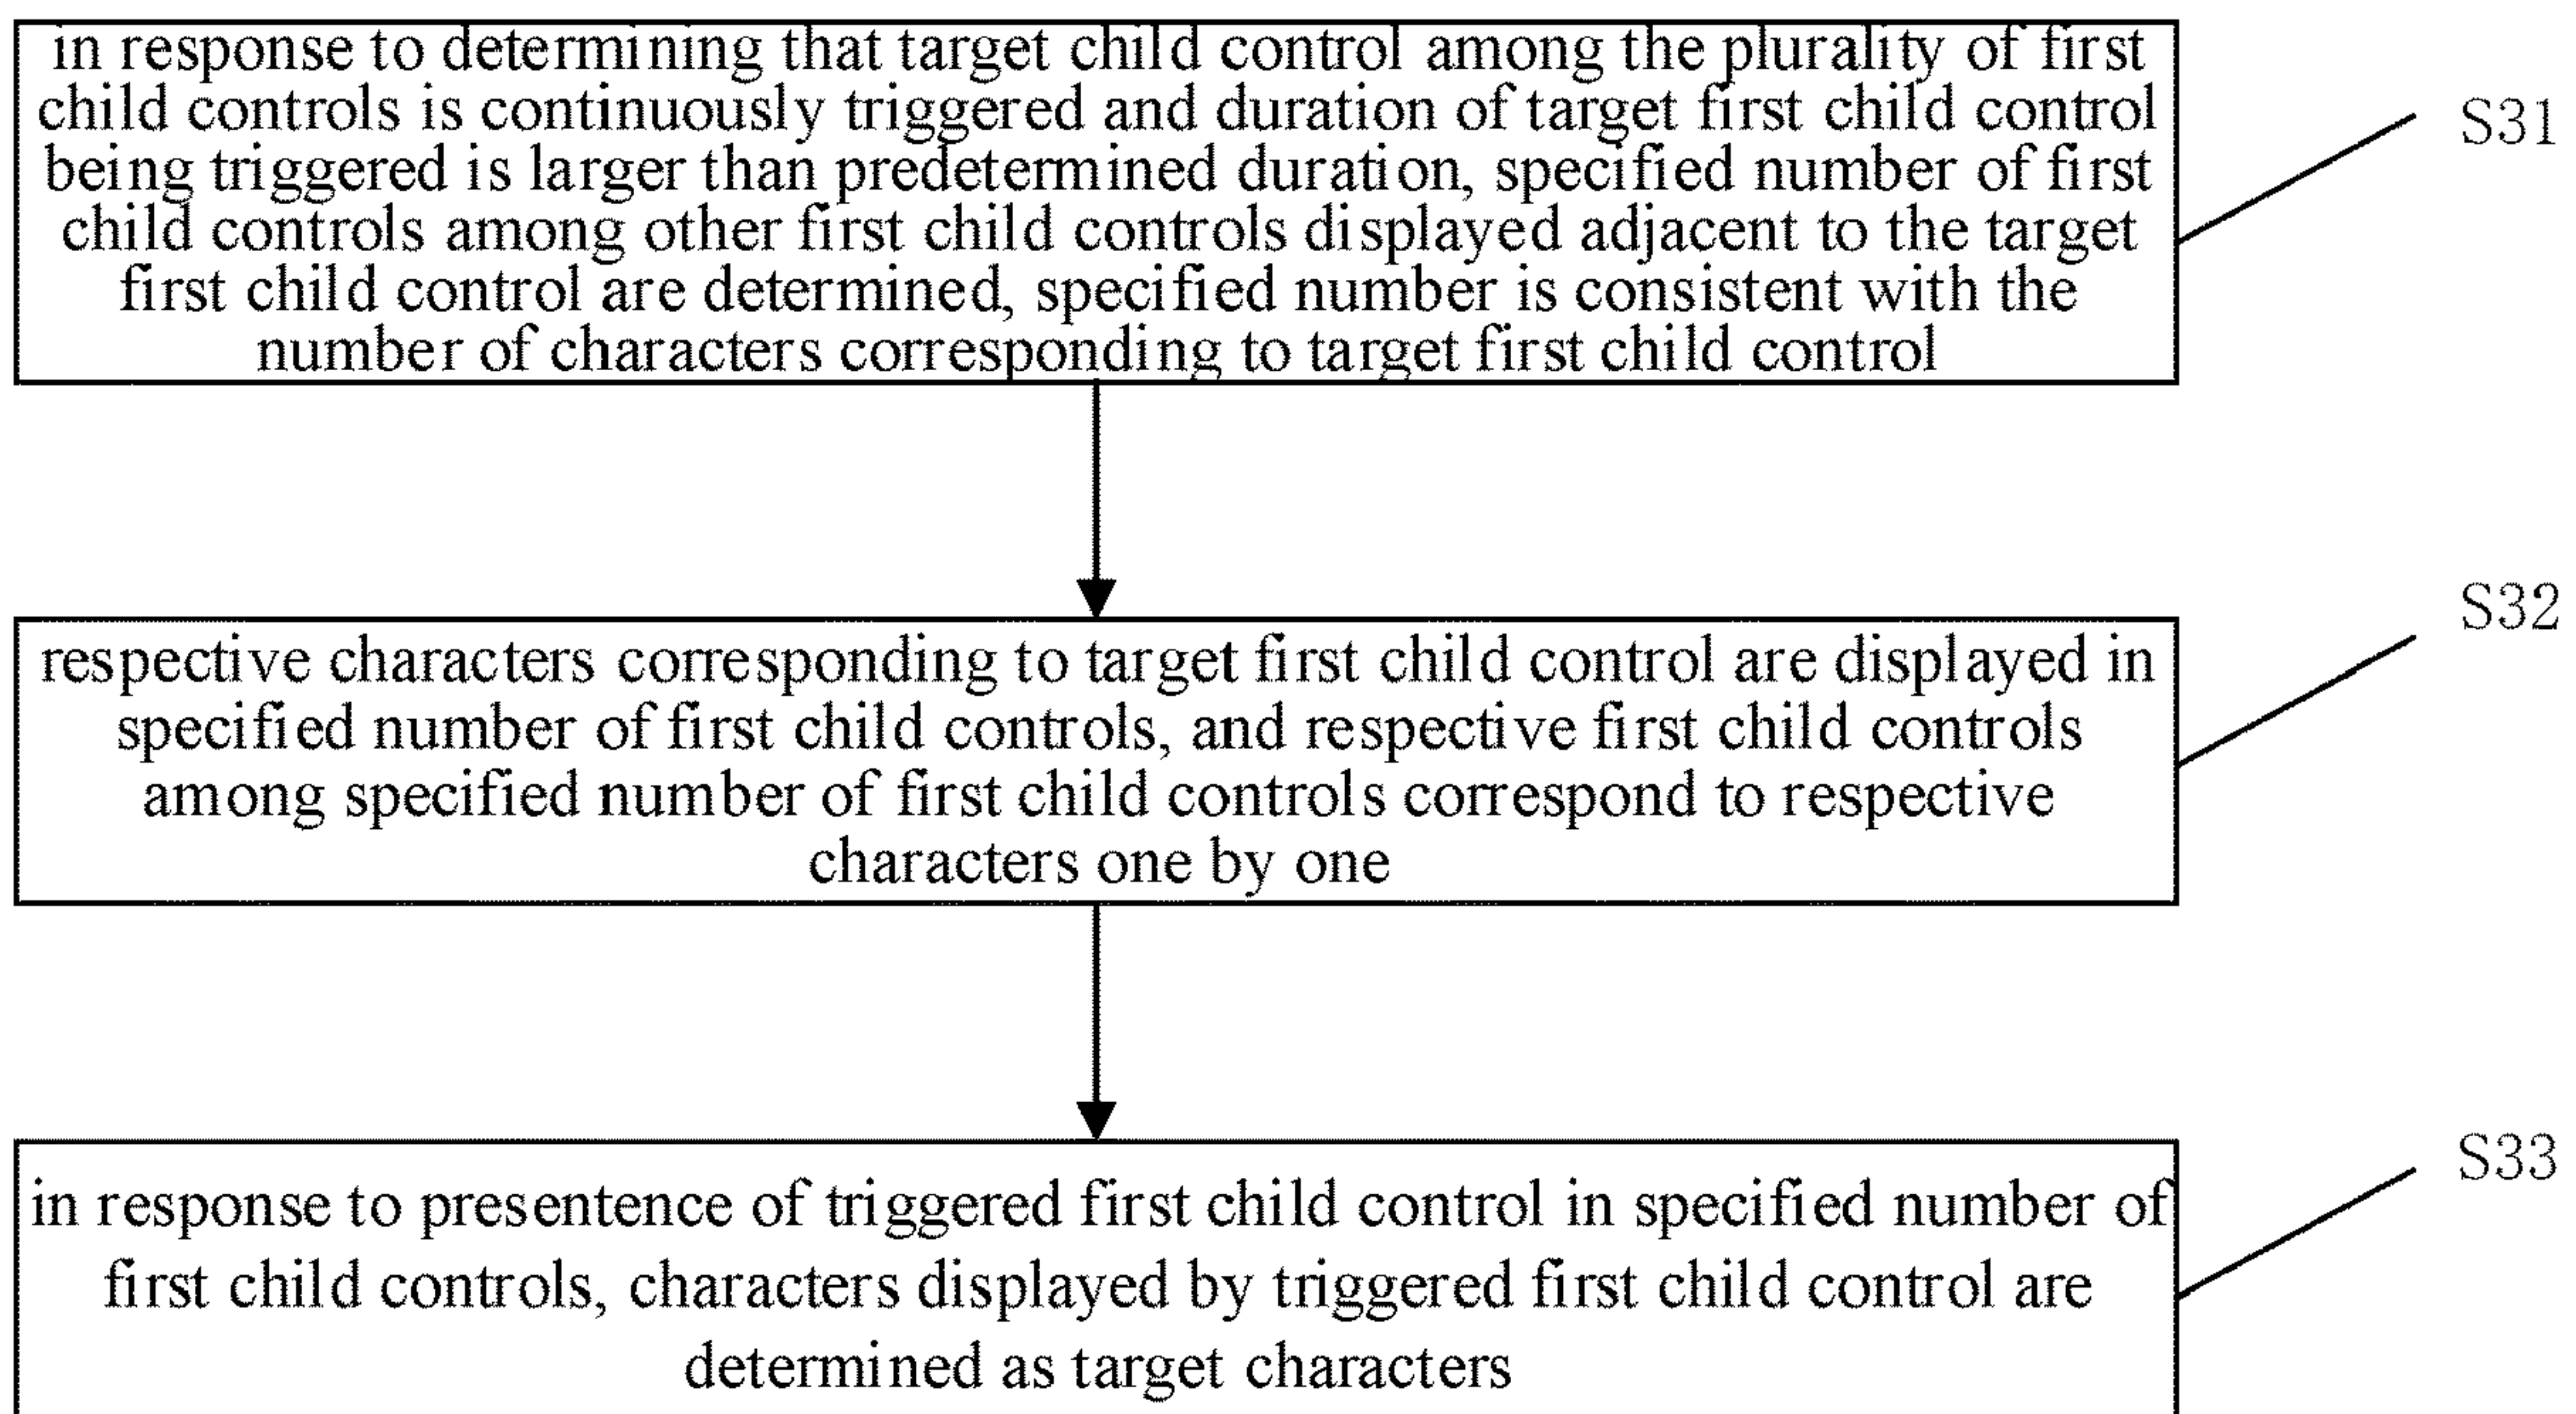 in response to determining that target child control among the plurality of first
child controls is continuously triggered and duration of target first child control
being triggered is larger than predetermined duration, specified number of first
child controls among other first child controls displayed adjacent to the target
first child control are determined, specified number is consistent with the
number of characters corresponding to target first child control
S31
respective characters corresponding to target first child control are displayed in
specified number of first child controls, and respective first child controls
among specified number of first child controls correspond to respective
characters one by one
S32
in response to presentence of triggered first child control in specified number of
first child controls, characters displayed by triggered first child control are
determined as target characters
S33